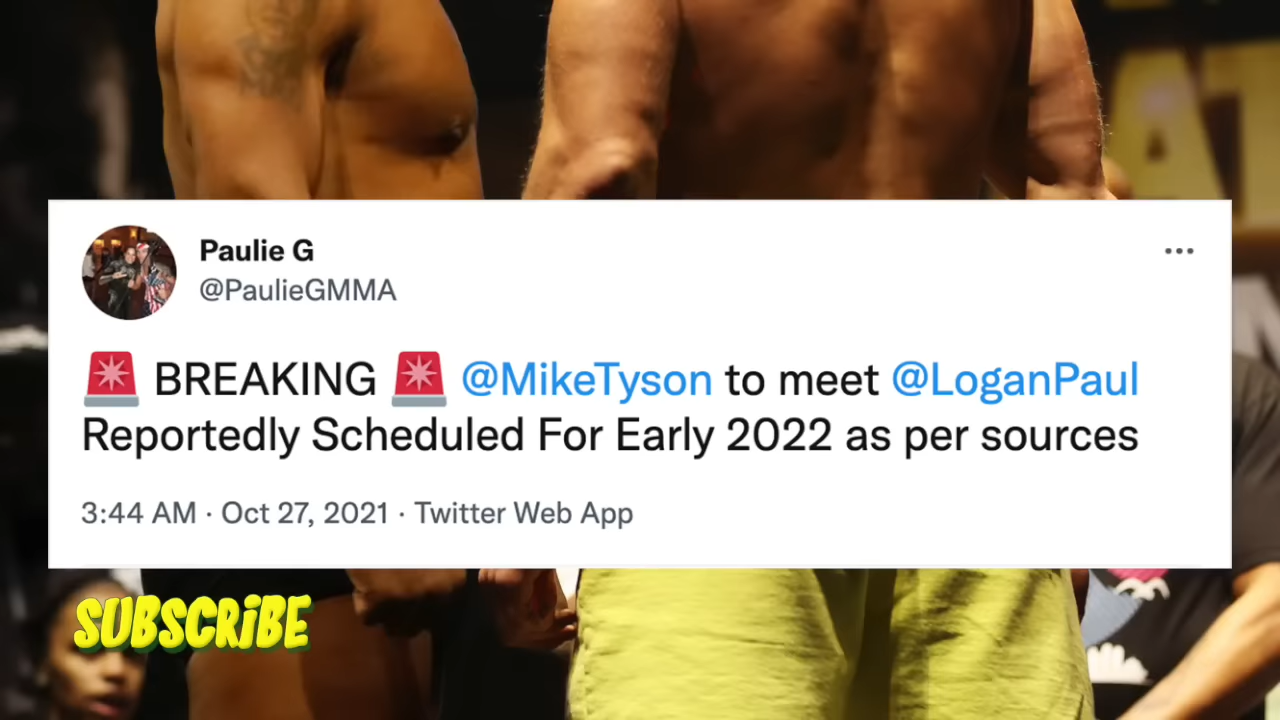 Paulie G
@PaulieGMMA
🚨 BREAKING 🚨 @MikeTyson to meet @LoganPaul
Reportedly Scheduled For Early 2022 as per sources
3:44 AM · Oct 27, 2021 · Twitter Web App
SUBSCRiBE